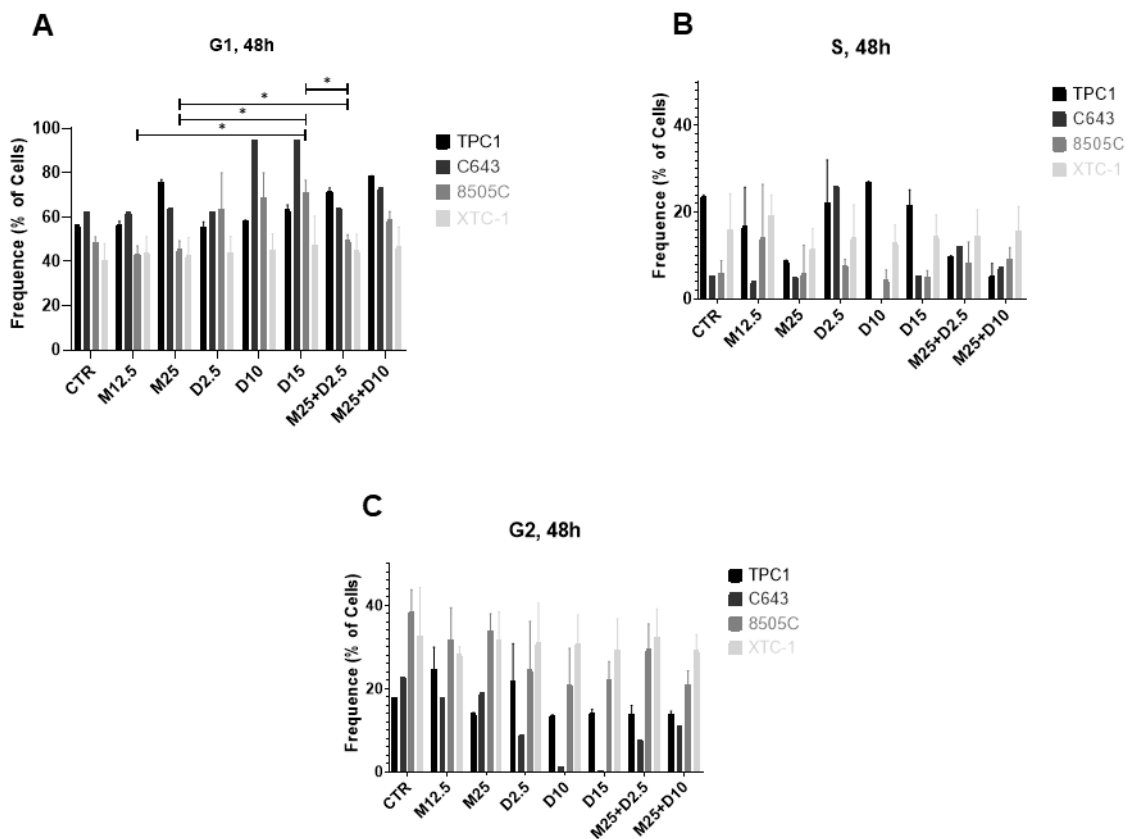 A
G1, 48h
*
*
*
*
Frequence (% of Cells)
100
80
60
40
20
0
CTR
M12.5
M25
D2.5
D10
D15
M25+D2.5
M25+D10
TPC1
C643
8505C
XTC-1
B
S, 48h
Frequence (% of Cells)
40
20
0
CTR
M12.5
M25
D2.5
D10
D15
M25+D2.5
M25+D10
TPC1
C643
8505C
XTC-1
C
G2, 48h
Frequence (% of Cells)
40
20
0
CTR
M12.5
M25
D2.5
D10
D15
M25+D2.5
M25+D10
TPC1
C643
8505C
XTC-1